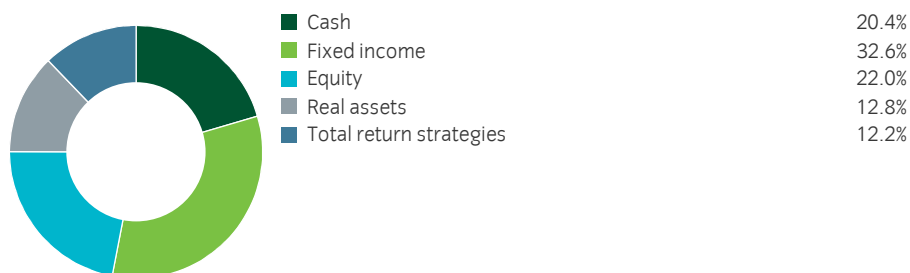 Cash 20.4%
Fixed income 32.6%
Equity 22.0%
Real assets 12.8%
Total return strategies 12.2%